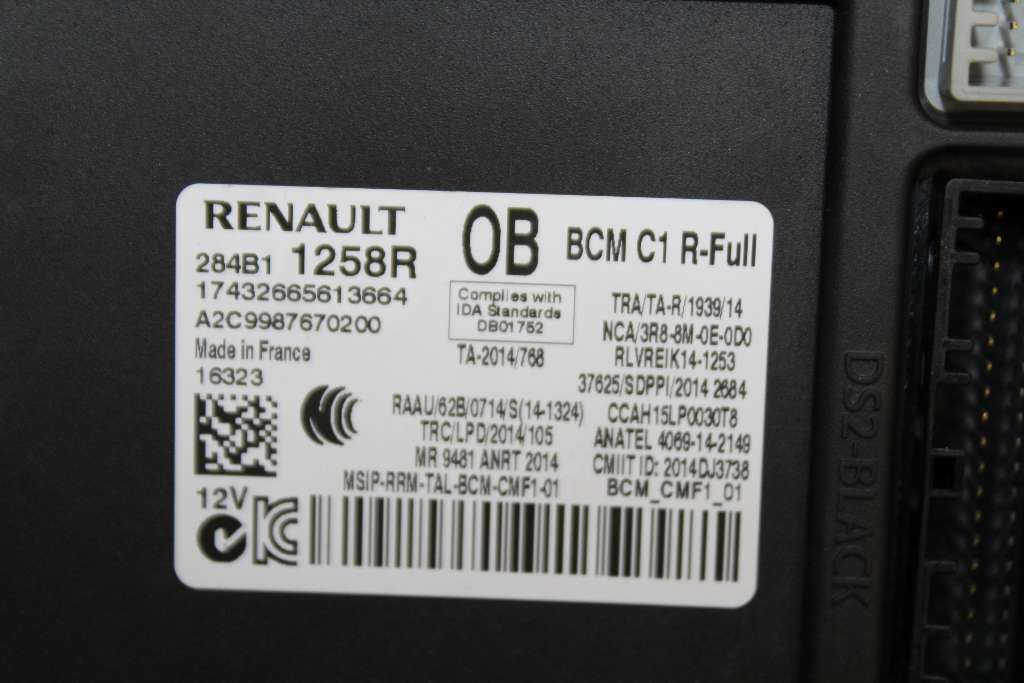 RENAULT
284B1 1258R
17432665613664
A2C9987670200
Made in France
16323
OB
BCM C1 R-Full
Complies with
IDA Standards
DB01752
TA-2014/768
TRA/TA-R/1939/14
NCA/3R8-8M-0E-0D0
RLVREIK14-1253
37625/SDPPI/2014 2684
RAAU/62B/0714/S(14-1324)
CCAH15LP0030T8
TRC/LPD/2014/105
ANATEL 4069-14-2149
MR 9481 ANRT 2014
CMIIT ID: 2014DJ3738
MSIP-RRM-TAL-BCM-CMF1-01
BCM_CMF1_01
12V
DS2-BLACK